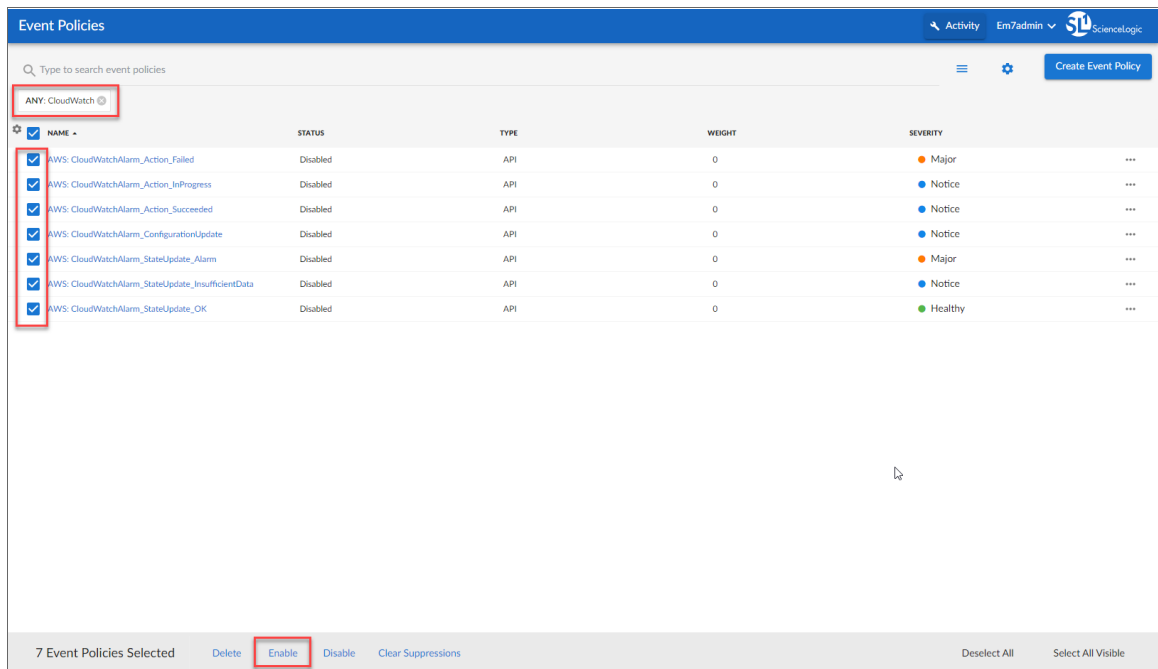 Event Policies
Activity Em7admin SL1 ScienceLogic
Type to search event policies
Create Event Policy
ANY: CloudWatch
NAME STATUS TYPE WEIGHT SEVERITY
AWS: CloudWatchAlarm_Action_Failed Disabled API 0 Major
AWS: CloudWatchAlarm_Action_InProgress Disabled API 0 Notice
AWS: CloudWatchAlarm_Action_Succeeded Disabled API 0 Notice
AWS: CloudWatchAlarm_ConfigurationUpdate Disabled API 0 Notice
AWS: CloudWatchAlarm_StateUpdate_Alarm Disabled API 0 Major
AWS: CloudWatchAlarm_StateUpdate_InsufficientData Disabled API 0 Notice
AWS: CloudWatchAlarm_StateUpdate_OK Disabled API 0 Healthy
7 Event Policies Selected Delete Enable Disable Clear Suppressions Deselect All Select All Visible